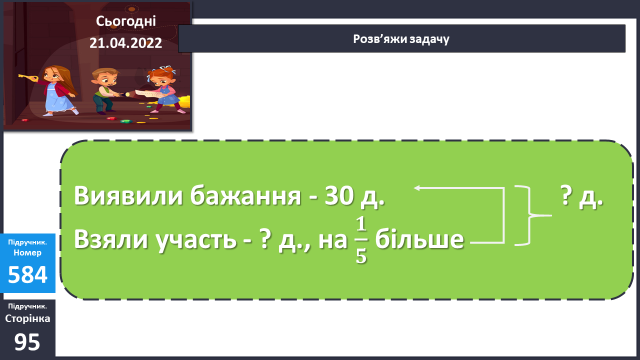 Сьогодні
21.04.2022
Розв’яжи задачу
Виявили бажання - 30 д.
? д.
Взяли участь - ? д., на 1/5 більше
Підручник.
Номер
584
Підручник.
Сторінка
95